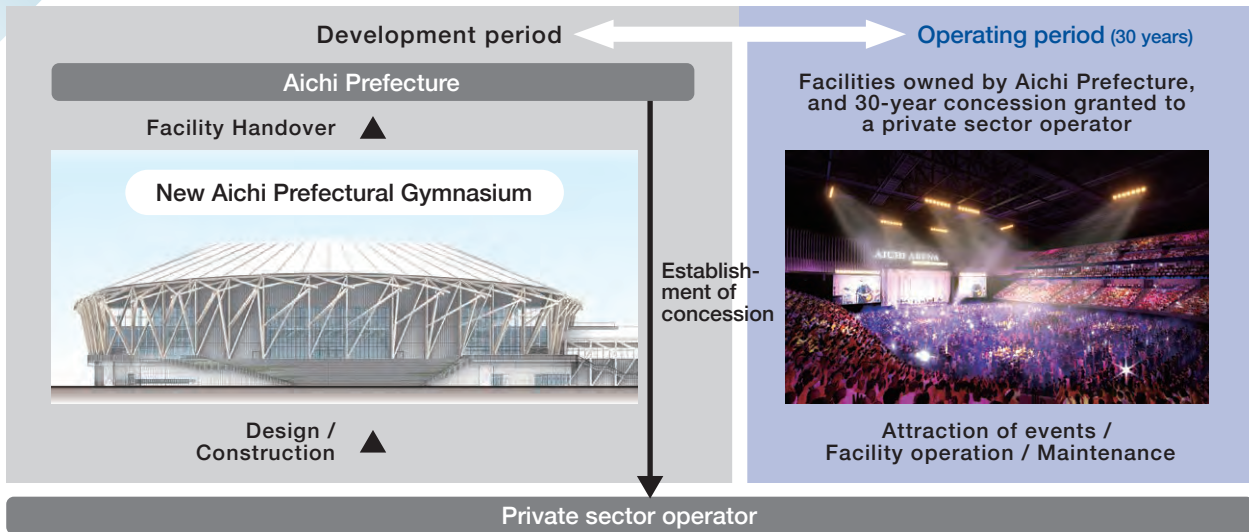 Development period
Operating period (30 years)
Aichi Prefecture
Facilities owned by Aichi Prefecture,
and 30-year concession granted to
a private sector operator
Facility Handover
New Aichi Prefectural Gymnasium
AICHI ARENA
Establish-
ment of
concession
Design /
Construction
Attraction of events /
Facility operation / Maintenance
Private sector operator